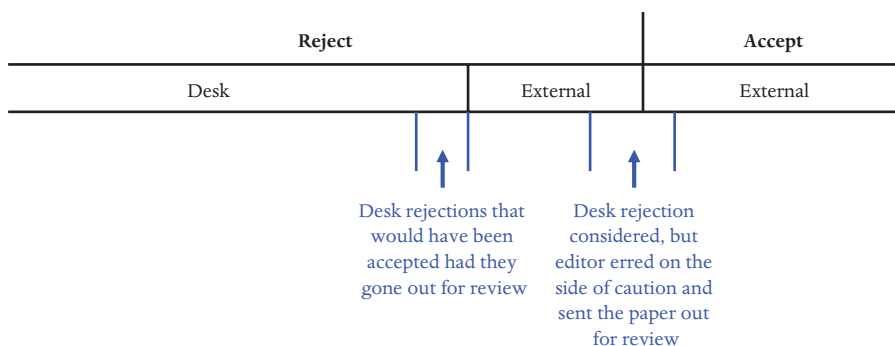 Reject
Accept
Desk
External
External
Desk rejections that
would have been
accepted had they
gone out for review
Desk rejection
considered, but
editor erred on the
side of caution and
sent the paper out
for review